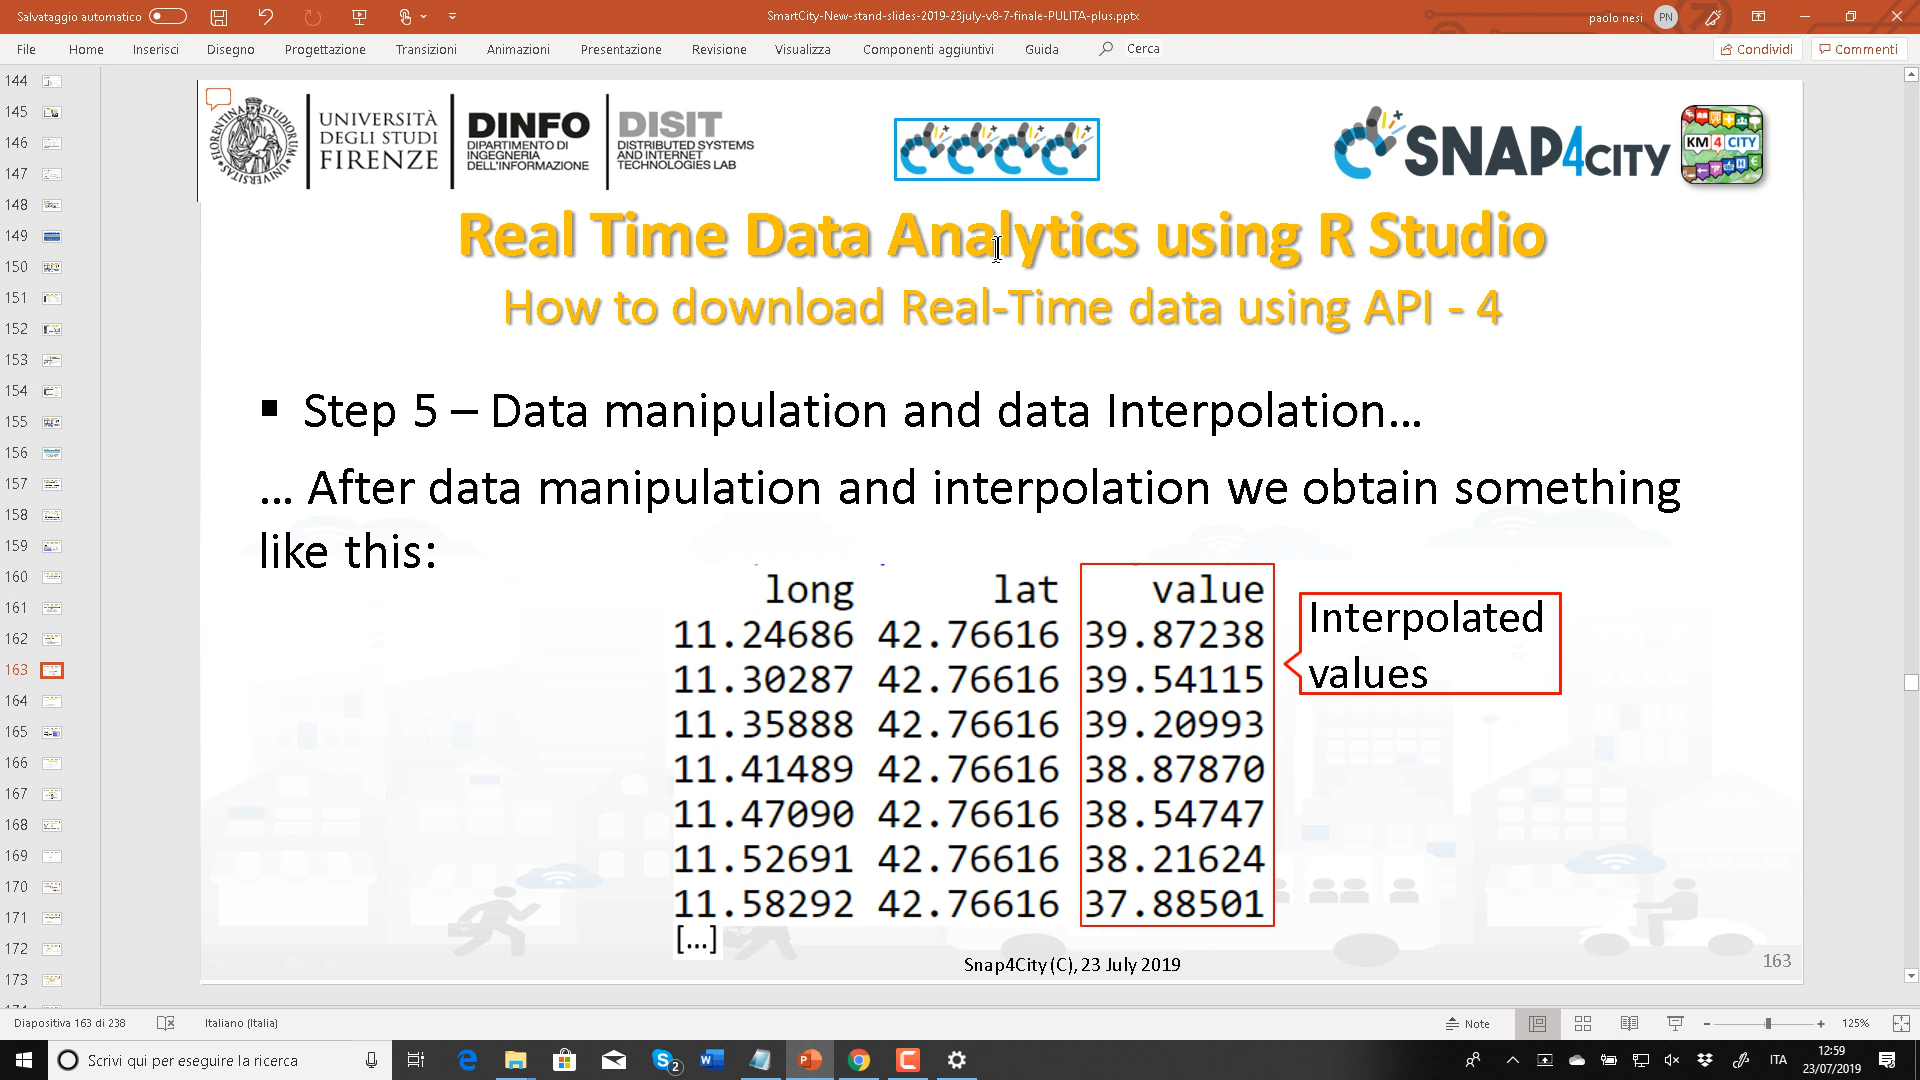 Salvataggio automatico
SmartCity-New-stand-slides-2019-23july-v8-7-finale-PULITA-plus.pptx
paolo nesi PN
File Home Inserisci Disegno Progettazione Transizioni Animazioni Presentazione Revisione Visualizza Componenti aggiuntivi Guida Cerca Condividi Commenti
144
145
146
147
148
149
150
151
152
153
154
155
156
157
158
159
160
161
162
163
164
165
166
167
168
169
170
171
172
173
UNIVERSITÀ
DEGLI STUDI
FIRENZE
DINFO
DIPARTIMENTO DI
INGEGNERIA
DELL'INFORMAZIONE
DISIT
DISTRIBUTED SYSTEMS
AND INTERNET
TECHNOLOGIES LAB
SNAP4CITY
KM 4 CITY
Real Time Data Analytics using R Studio
How to download Real-Time data using API - 4
▪ Step 5 – Data manipulation and data Interpolation…
… After data manipulation and interpolation we obtain something
like this:
long lat value
11.24686 42.76616 39.87238
11.30287 42.76616 39.54115
11.35888 42.76616 39.20993
11.41489 42.76616 38.87870
11.47090 42.76616 38.54747
11.52691 42.76616 38.21624
11.58292 42.76616 37.88501
[…]
Interpolated
values
Snap4City (C), 23 July 2019
163
Diapositiva 163 di 238 Italiano (Italia) Note 125%
Scrivi qui per eseguire la ricerca
2
ITA
12:59
23/07/2019